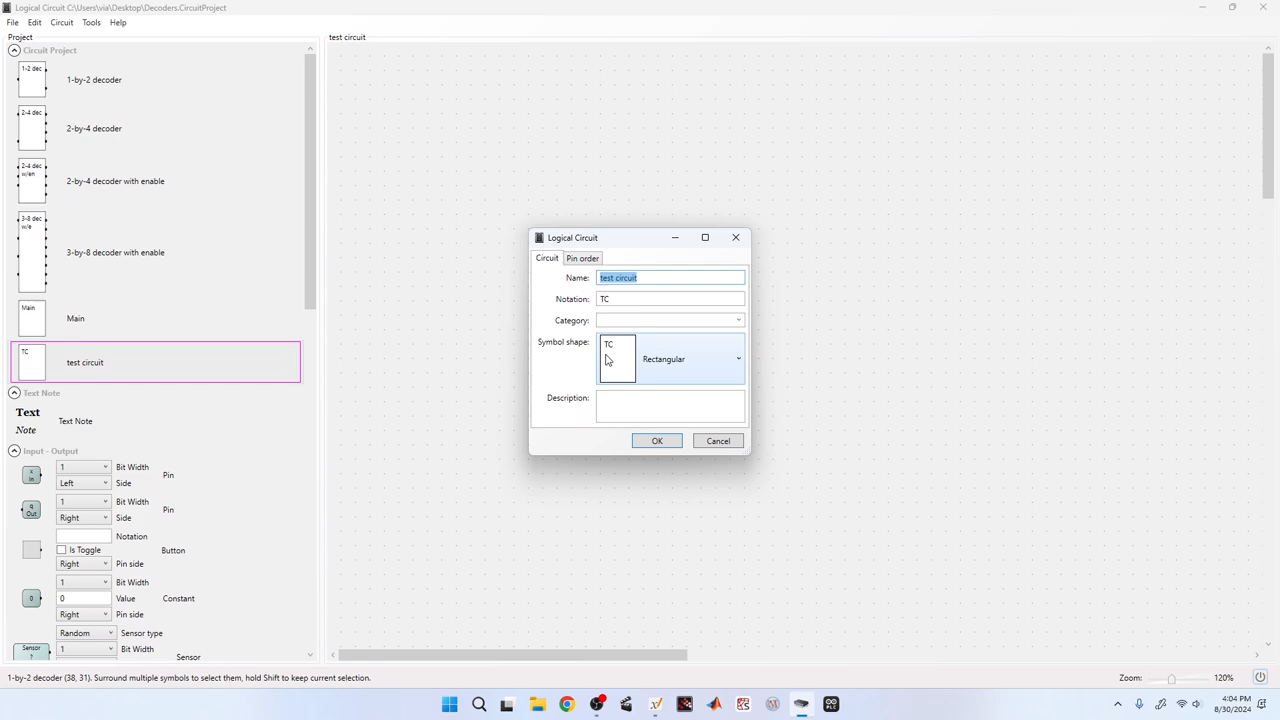 Logical Circuit C:\Users\via\Desktop\Decoders.CircuitProject
File Edit Circuit Tools Help
Project
Circuit Project
1-2 dec 1-by-2 decoder
2-4 dec 2-by-4 decoder
2-4 dec
w/en
2-by-4 decoder with enable
3-8 dec
w/e
3-by-8 decoder with enable
Main Main
TC test circuit
Text Note
Text
Note
Text Note
Input - Output
x
In
1 Bit Width
Left Side
Pin
q
Out
1 Bit Width
Right Side
Pin
Notation
Is Toggle
Button
Right Pin side
1 Bit Width
0 0 Value
Constant
Right Pin side
Random Sensor type
Sensor
?
1 Bit Width
Sensor
test circuit
Logical Circuit
Circuit Pin order
Name: test circuit
Notation: TC
Category:
Symbol shape: TC Rectangular
Description:
OK Cancel
1-by-2 decoder (38, 31). Surround multiple symbols to select them, hold Shift to keep current selection.
Zoom: 120%
PLC
4:04 PM
8/30/2024